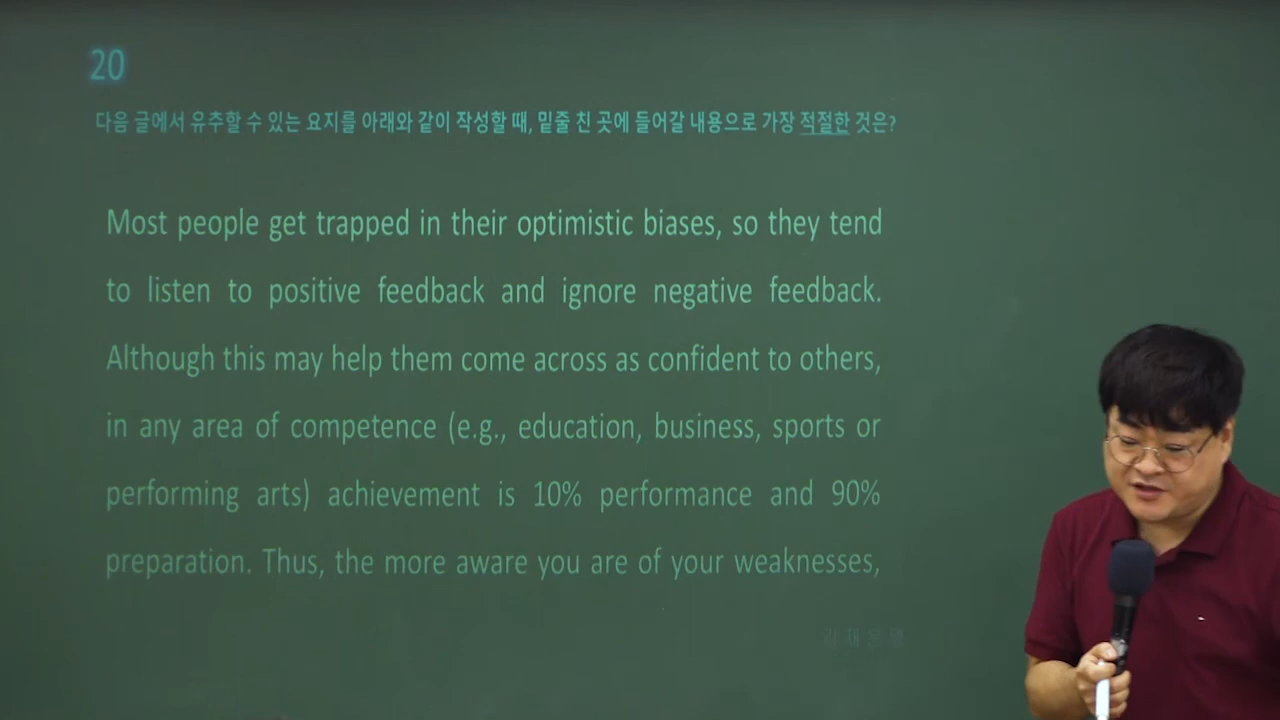 20
다음 글에서 유추할 수 있는 요지를 아래와 같이 작성할 때, 밑줄 친 곳에 들어갈 내용으로 가장 적절한 것은?
Most people get trapped in their optimistic biases, so they tend
to listen to positive feedback and ignore negative feedback.
Although this may help them come across as confident to others,
in any area of competence (e.g., education, business, sports or
performing arts) achievement is 10% performance and 90%
preparation. Thus, the more aware you are of your weaknesses,